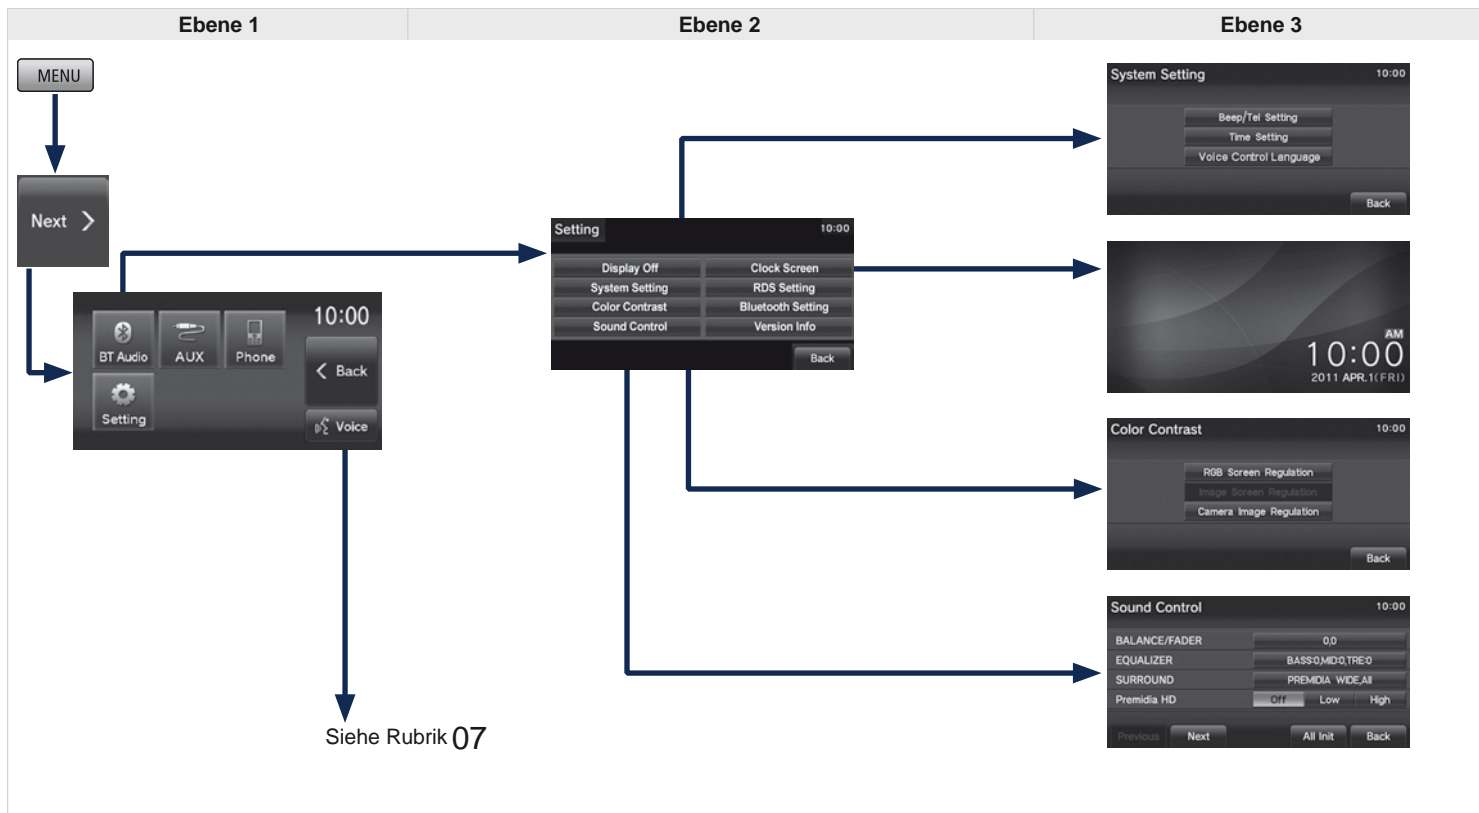 Ebene 1
Ebene 2
Ebene 3
MENU
Next
10:00
BT Audio
AUX
Phone
Back
Setting
Voice
Siehe Rubrik 07
Setting
10:00
Display Off
Clock Screen
System Setting
RDS Setting
Color Contrast
Bluetooth Setting
Sound Control
Version Info
Back
System Setting
10:00
Beep/Tel Setting
Time Setting
Voice Control Language
Back
AM
10:00
2011 APR.1(FRI)
Color Contrast
10:00
RGB Screen Regulation
Image Screen Regulation
Camera Image Regulation
Back
Sound Control
10:00
BALANCE/FADER
0,0
EQUALIZER
BASS:0,MID:0,TRE:0
SURROUND
PREMIDIA WIDE,All
Premidia HD
Off
Low
High
Previous
Next
All Init
Back